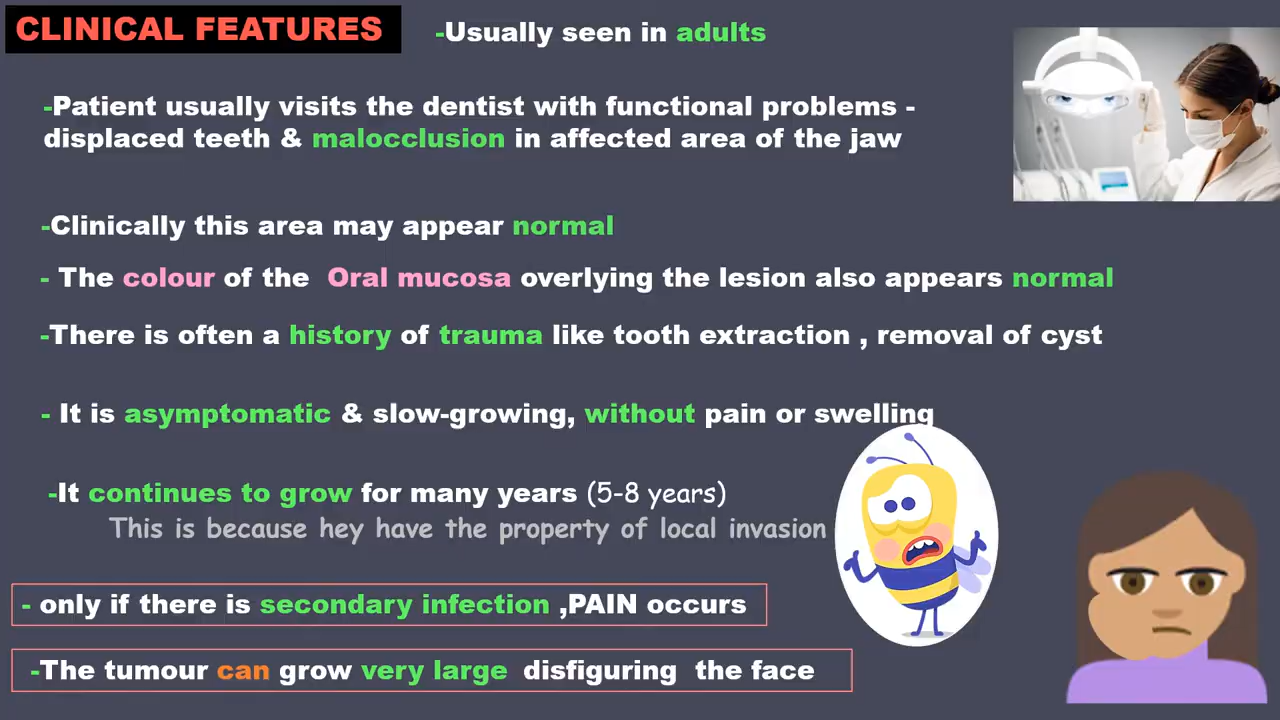 CLINICAL FEATURES
-Usually seen in adults
-Patient usually visits the dentist with functional problems -
displaced teeth & malocclusion in affected area of the jaw
-Clinically this area may appear normal
- The colour of the Oral mucosa overlying the lesion also appears normal
-There is often a history of trauma like tooth extraction , removal of cyst
- It is asymptomatic & slow-growing, without pain or swelling
-It continues to grow for many years (5-8 years)
This is because hey have the property of local invasion
- only if there is secondary infection ,PAIN occurs
-The tumour can grow very large disfiguring the face